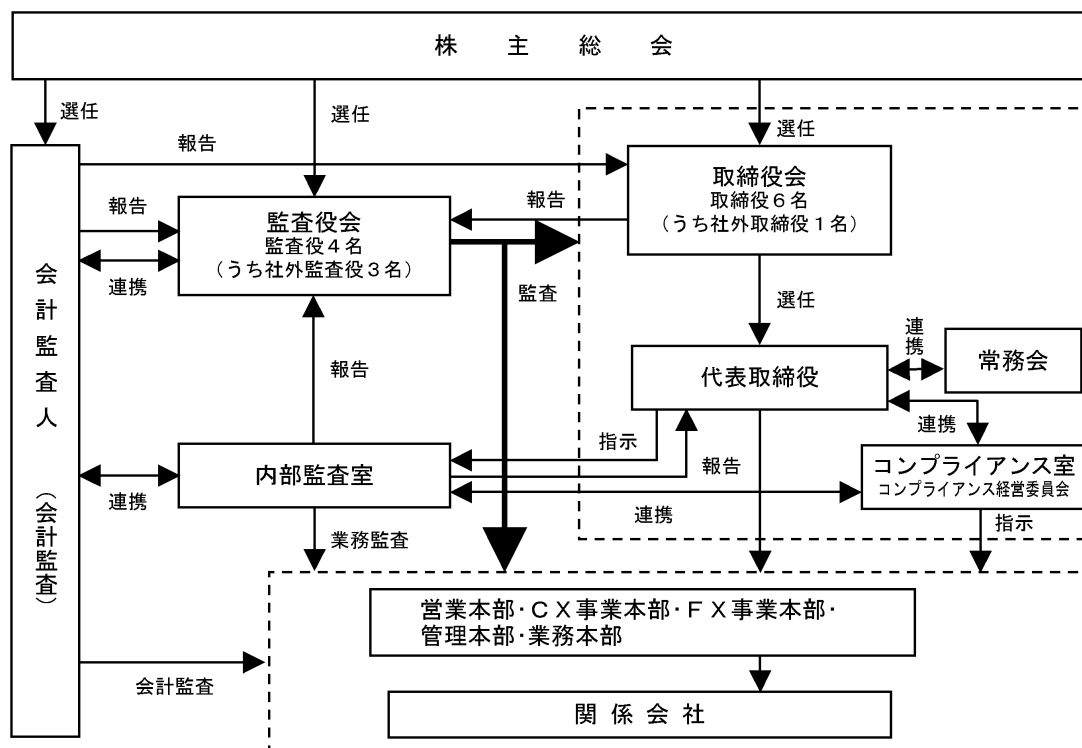 株主総会
選任
選任
選任
報告
取締役会
取締役６名
（うち社外取締役１名）
報告
報告
監査役会
監査役４名
（うち社外監査役３名）
連携
監査
選任
会計監査人
（会計監査）
連携
常務会
代表取締役
報告
連携
指示
報告
コンプライアンス室
コンプライアンス経営委員会
内部監査室
連携
連携
指示
業務監査
営業本部・ＣＸ事業本部・ＦＸ事業本部・
管理本部・業務本部
会計監査
関係会社